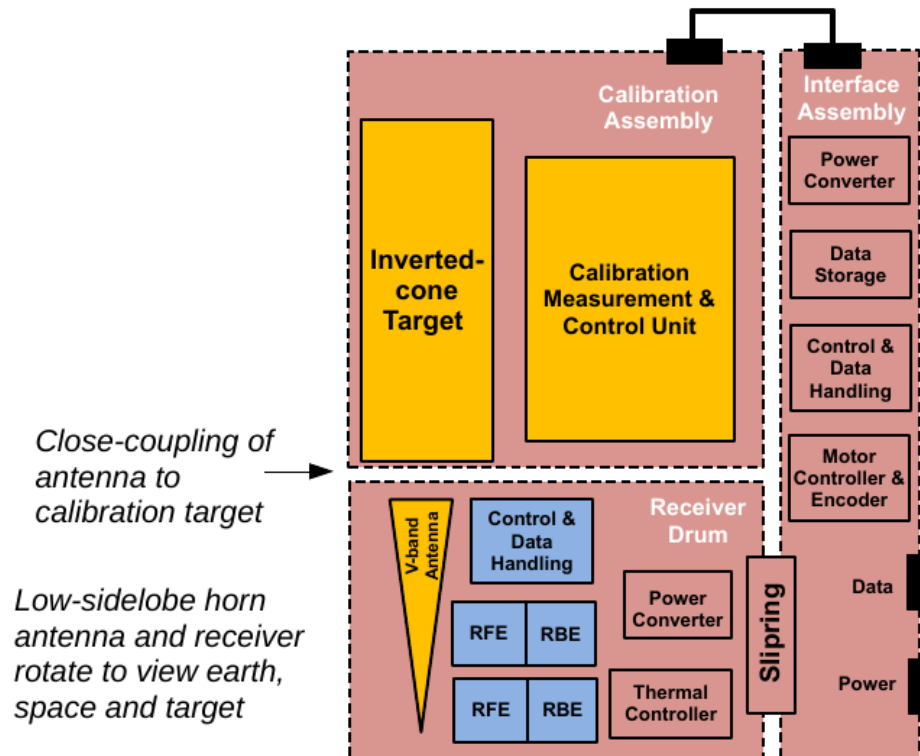 Calibration
Assembly
Interface
Assembly
Power
Converter
Inverted-
cone
Target
Calibration
Measurement &
Control Unit
Data
Storage
Control &
Data
Handling
Motor
Controller &
Encoder
Close-coupling of
antenna to
calibration target
V-band
Antenna
Control &
Data
Handling
Receiver
Drum
Low-sidelobe horn
antenna and receiver
rotate to view earth,
space and target
RFE
RBE
Power
Converter
RFE
RBE
Thermal
Controller
Slipring
Data
Power